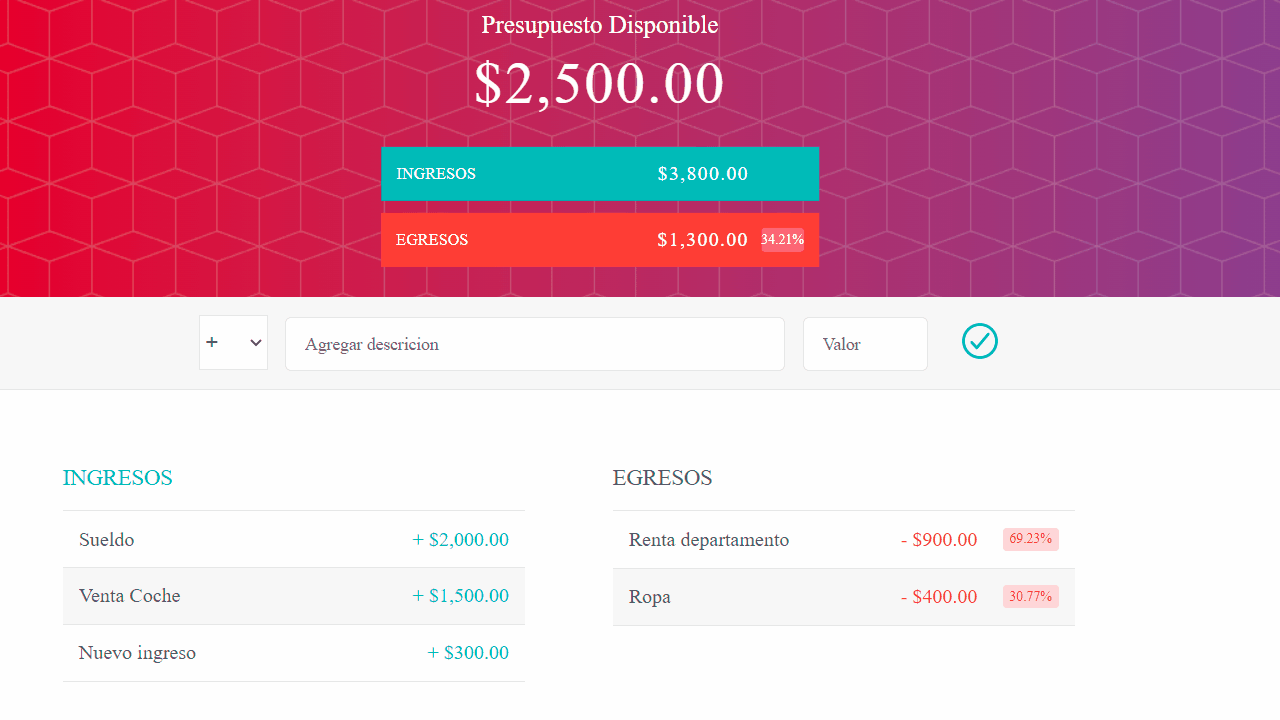 Presupuesto Disponible
$2,500.00
INGRESOS $3,800.00
EGRESOS $1,300.00 34.21%
+ Agregar descricion Valor
INGRESOS
Sueldo + $2,000.00
Venta Coche + $1,500.00
Nuevo ingreso + $300.00
EGRESOS
Renta departamento - $900.00 69.23%
Ropa - $400.00 30.77%